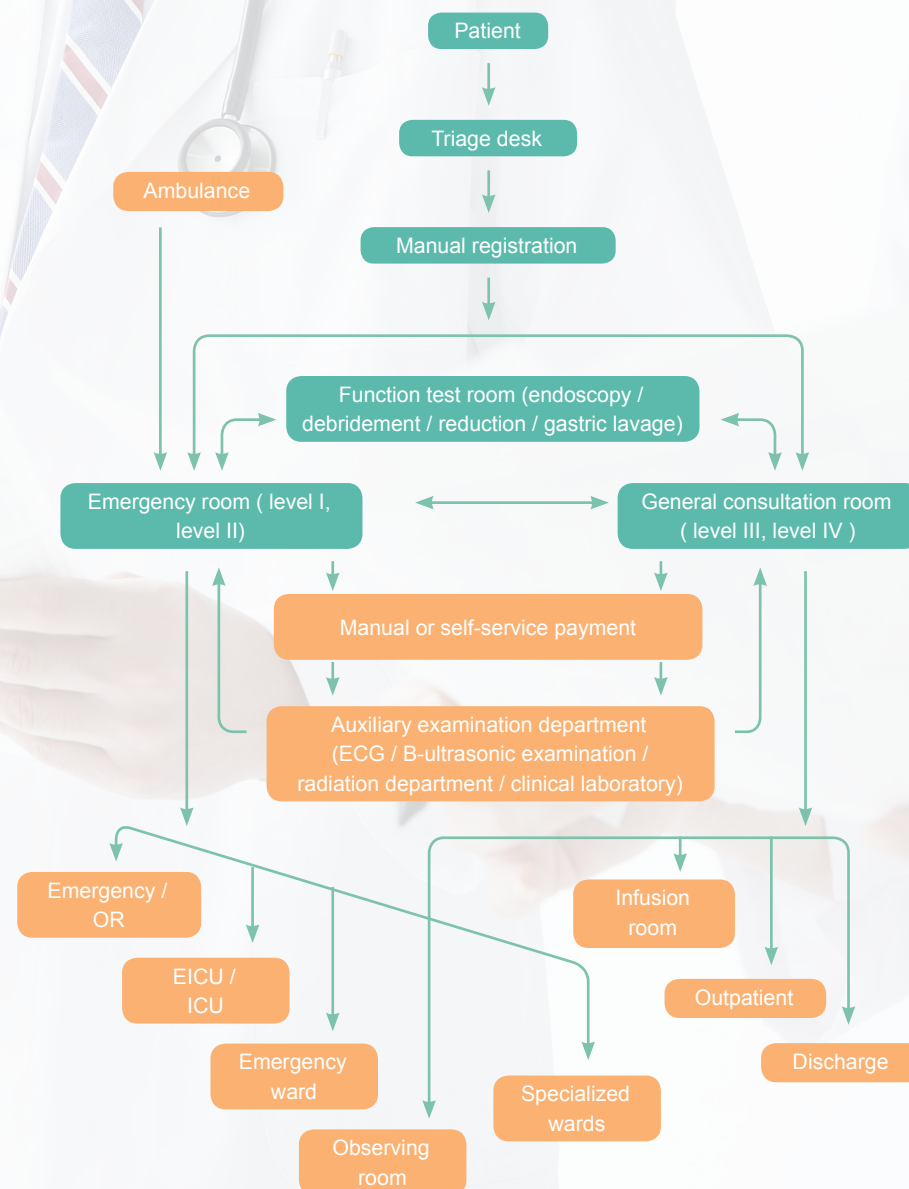 Patient
Triage desk
Ambulance
Manual registration
Function test room (endoscopy /
debridement / reduction / gastric lavage)
Emergency room ( level I,
level II)
General consultation room
( level III, level IV )
Manual or self-service payment
Auxiliary examination department
(ECG / B-ultrasonic examination /
radiation department / clinical laboratory)
Emergency /
OR
Infusion
room
EICU /
ICU
Outpatient
Emergency
ward
Discharge
Specialized
wards
Observing
room